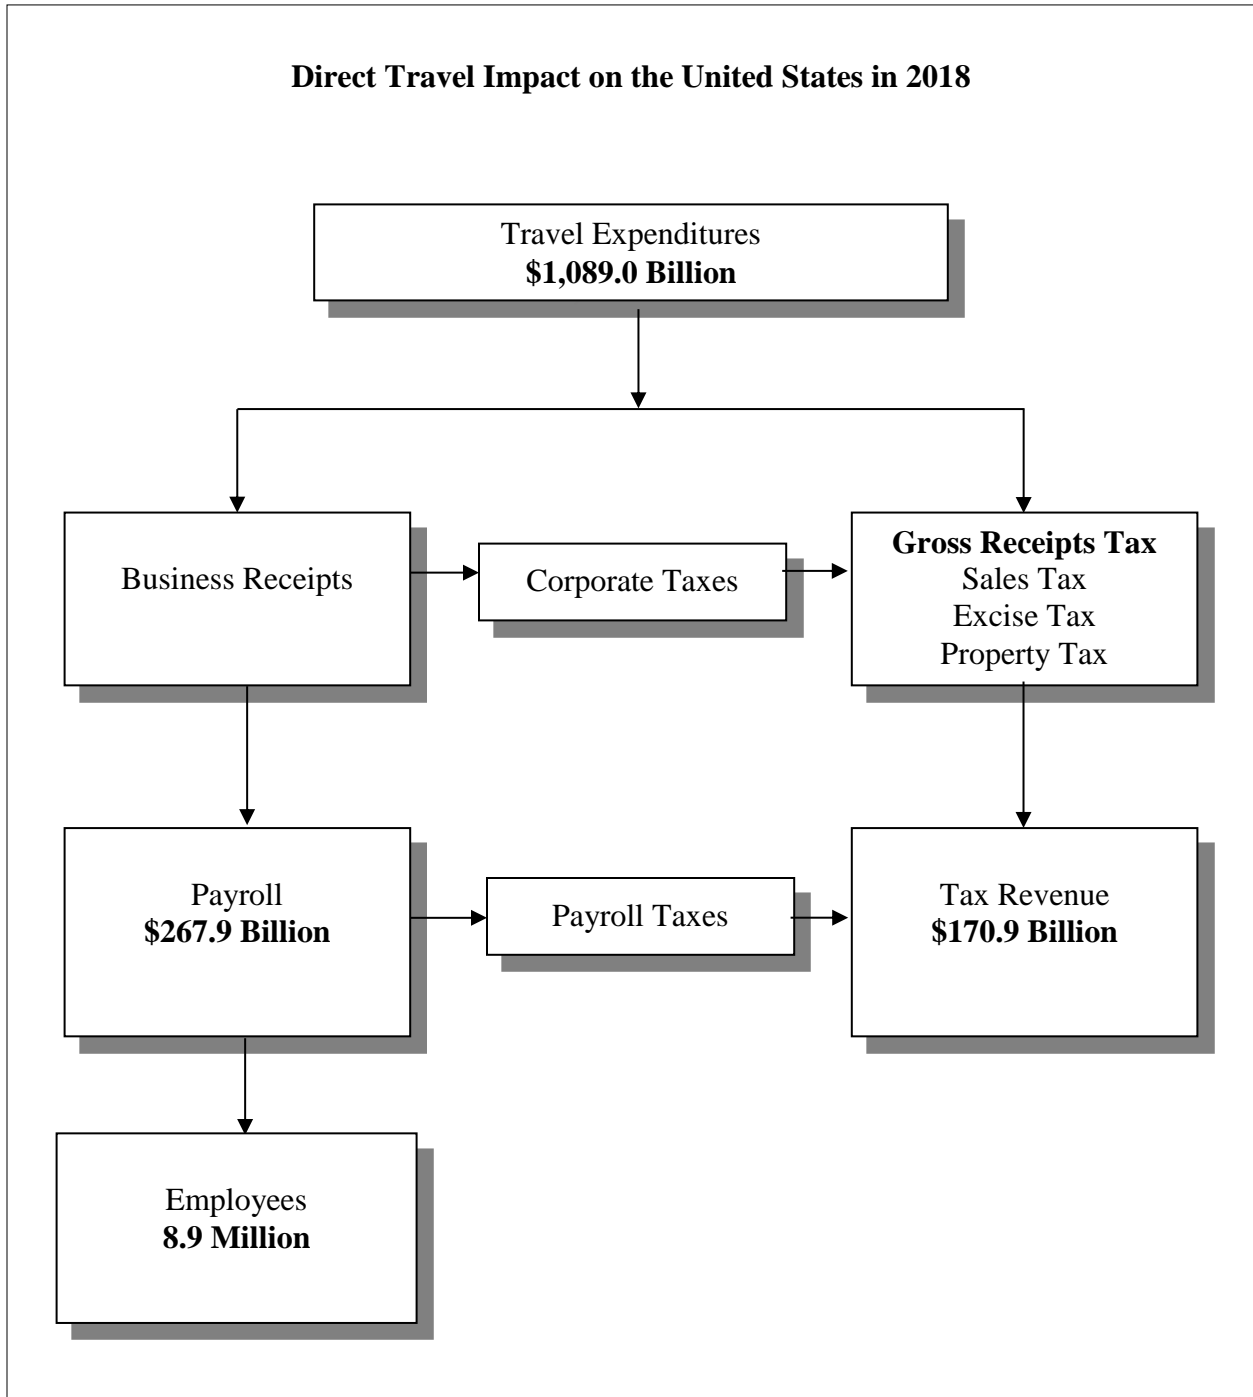 Direct Travel Impact on the United States in 2018
Travel Expenditures
$1,089.0 Billion
Business Receipts
Corporate Taxes
Gross Receipts Tax
Sales Tax
Excise Tax
Property Tax
Payroll
$267.9 Billion
Payroll Taxes
Tax Revenue
$170.9 Billion
Employees
8.9 Million